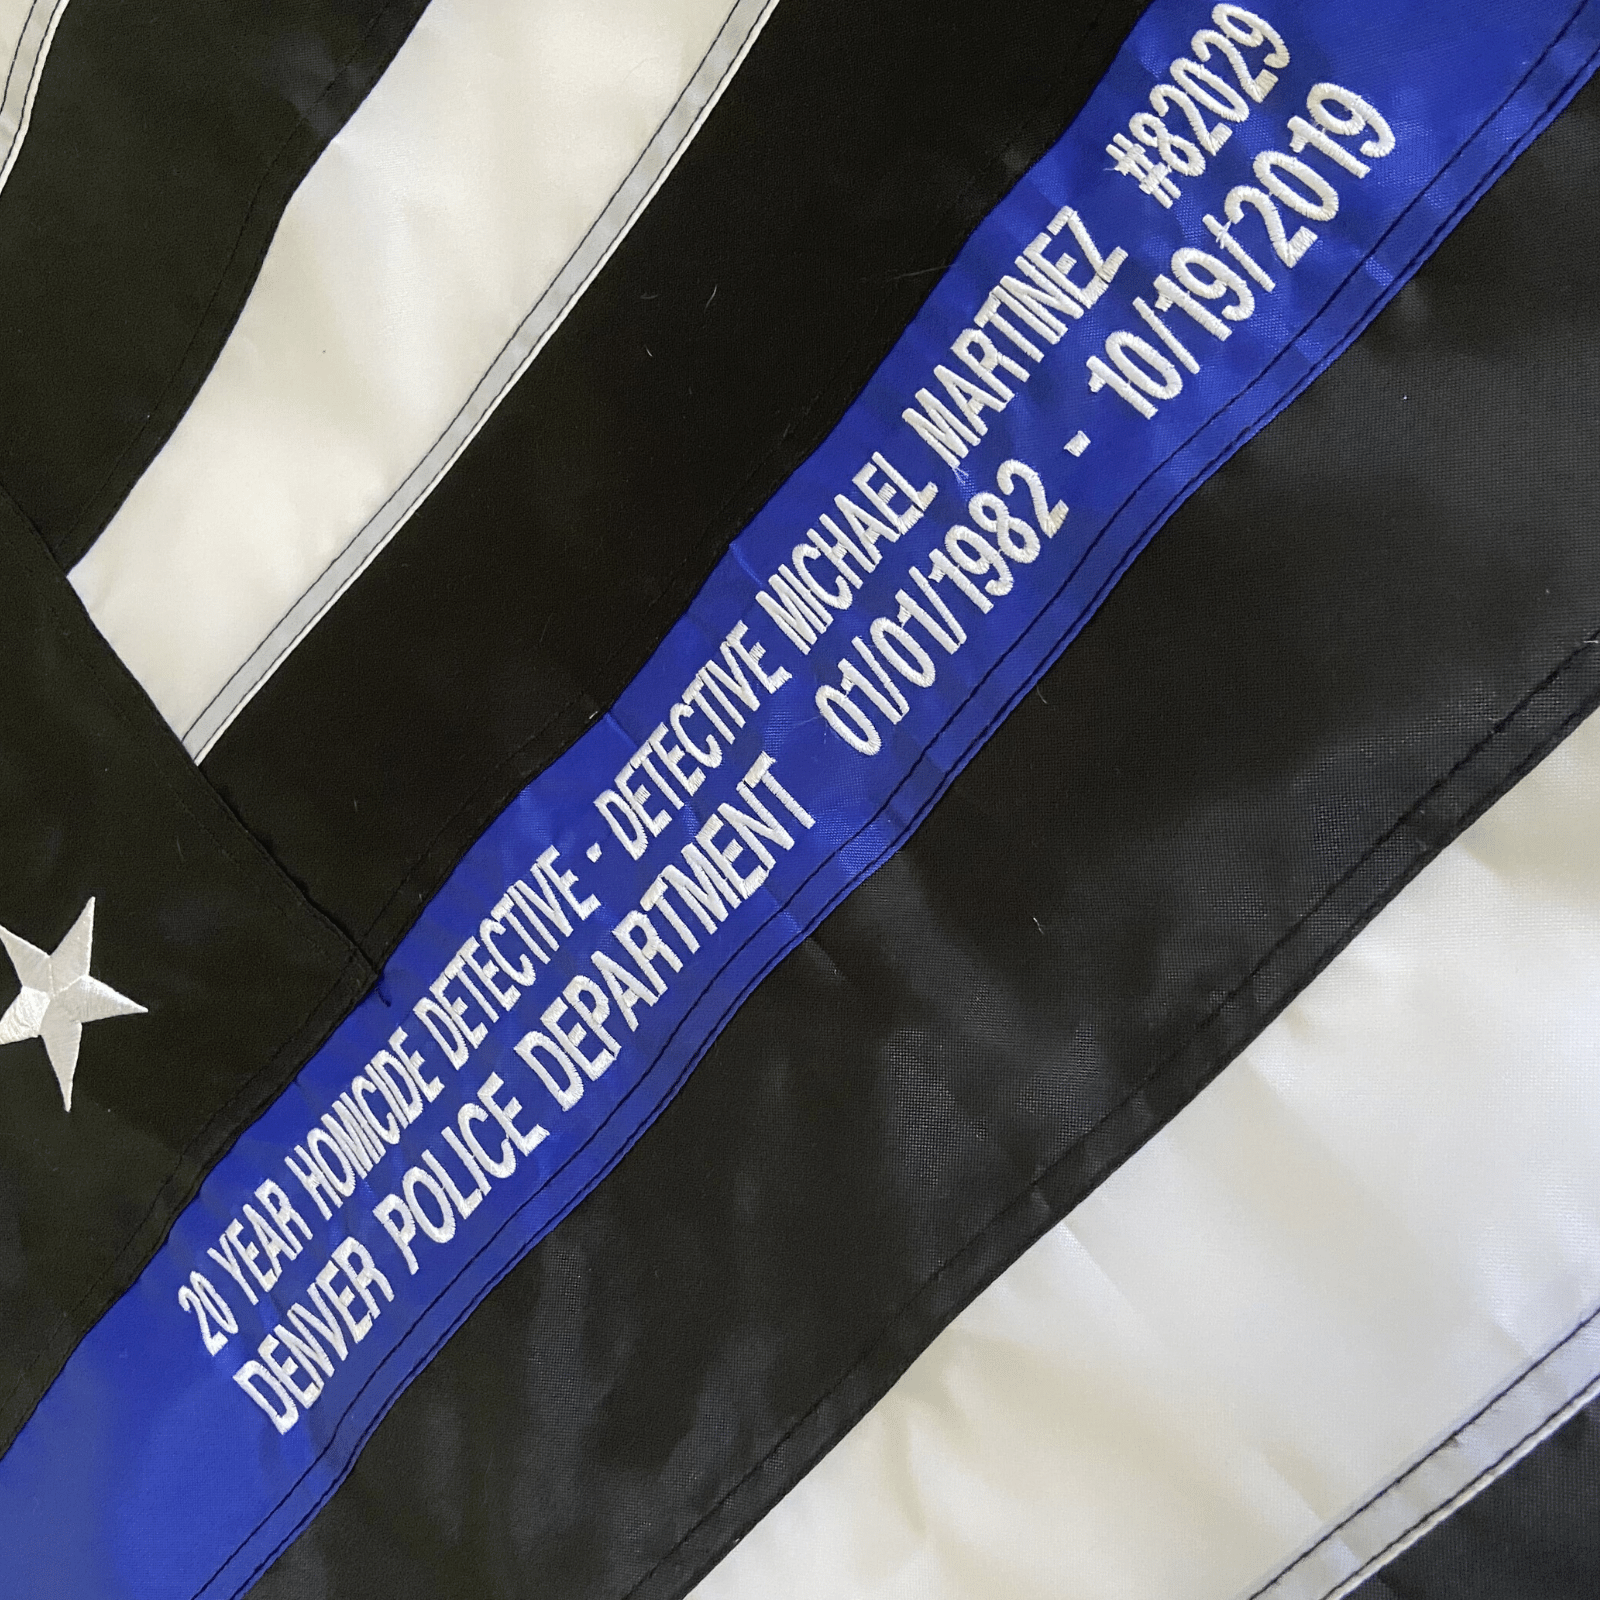 20 YEAR HOMICIDE DETECTIVE - DETECTIVE MICHAEL MARTINEZ #82029
DENVER POLICE DEPARTMENT 01/01/1982 - 10/19/2019